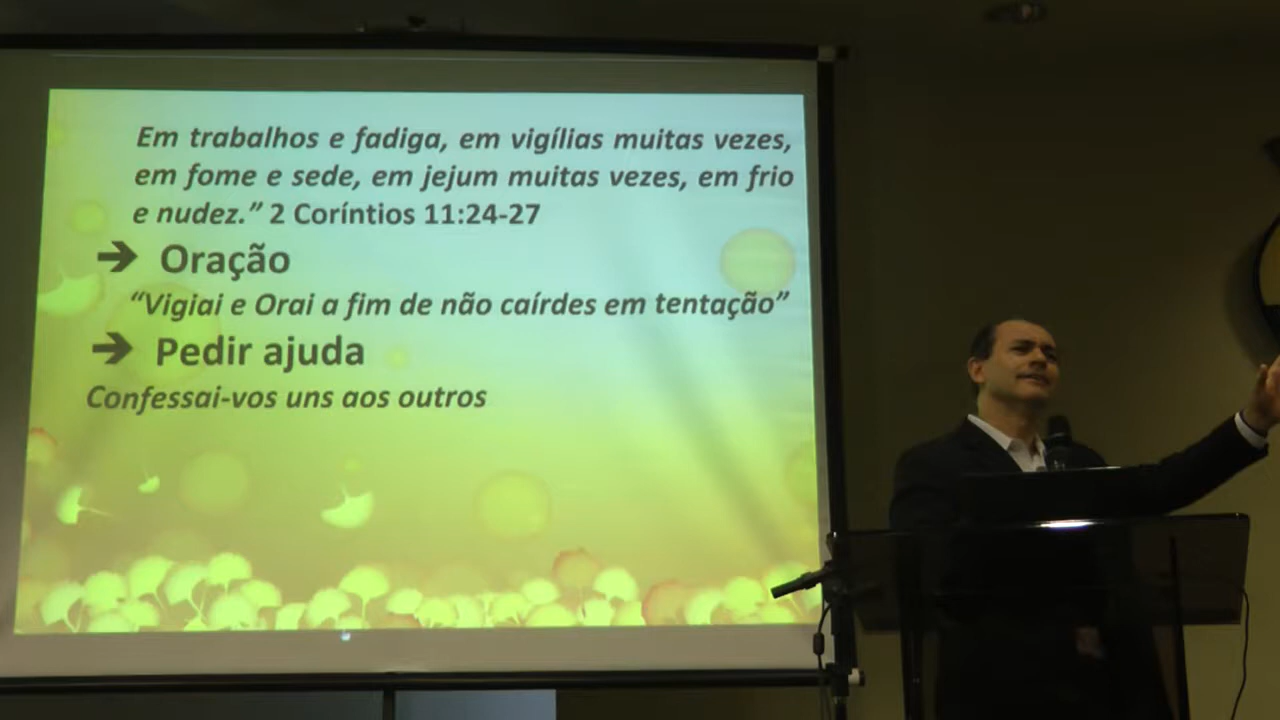 Em trabalhos e fadiga, em vigílias muitas vezes,
em fome e sede, em jejum muitas vezes, em frio
e nudez.” 2 Coríntios 11:24-27
➔ Oração
“Vigiai e Orai a fim de não caírdes em tentação”
➔ Pedir ajuda
Confessai-vos uns aos outros